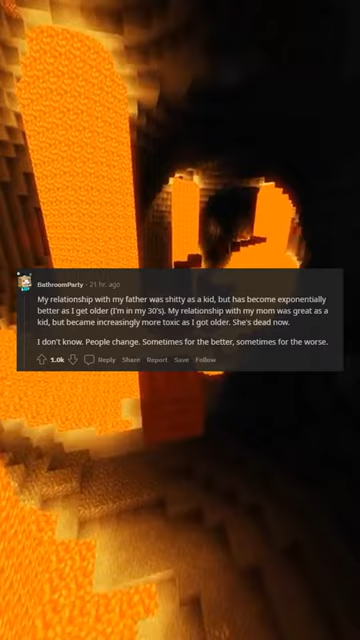 BathroomParty · 21 hr. ago
My relationship with my father was shitty as a kid, but has become exponentially
better as I get older (I'm in my 30's). My relationship with my mom was great as a
kid, but became increasingly more toxic as I got older. She's dead now.
I don't know. People change. Sometimes for the better, sometimes for the worse.
1.0k Reply Share Report Save Follow